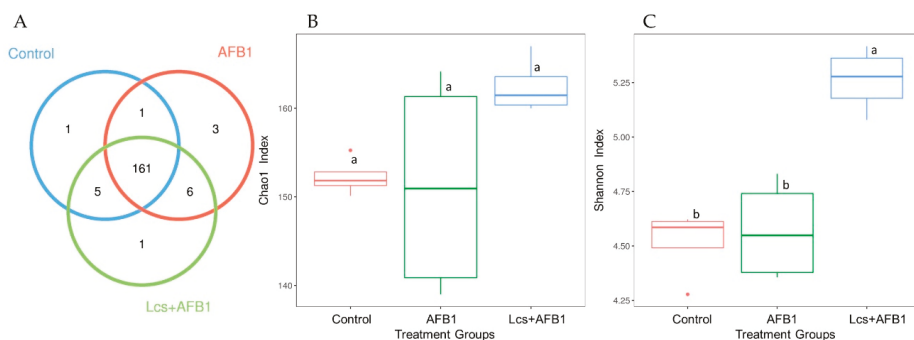 A
Control
AFB1
1
1
3
161
5
6
1
Lcs+AFB1
B
Chao1 Index
160
150
140
a
a
a
Control
AFB1
Lcs+AFB1
Treatment Groups
C
Shannon Index
5.25
5.00
4.75
4.50
4.25
b
b
a
Control
AFB1
Lcs+AFB1
Treatment Groups